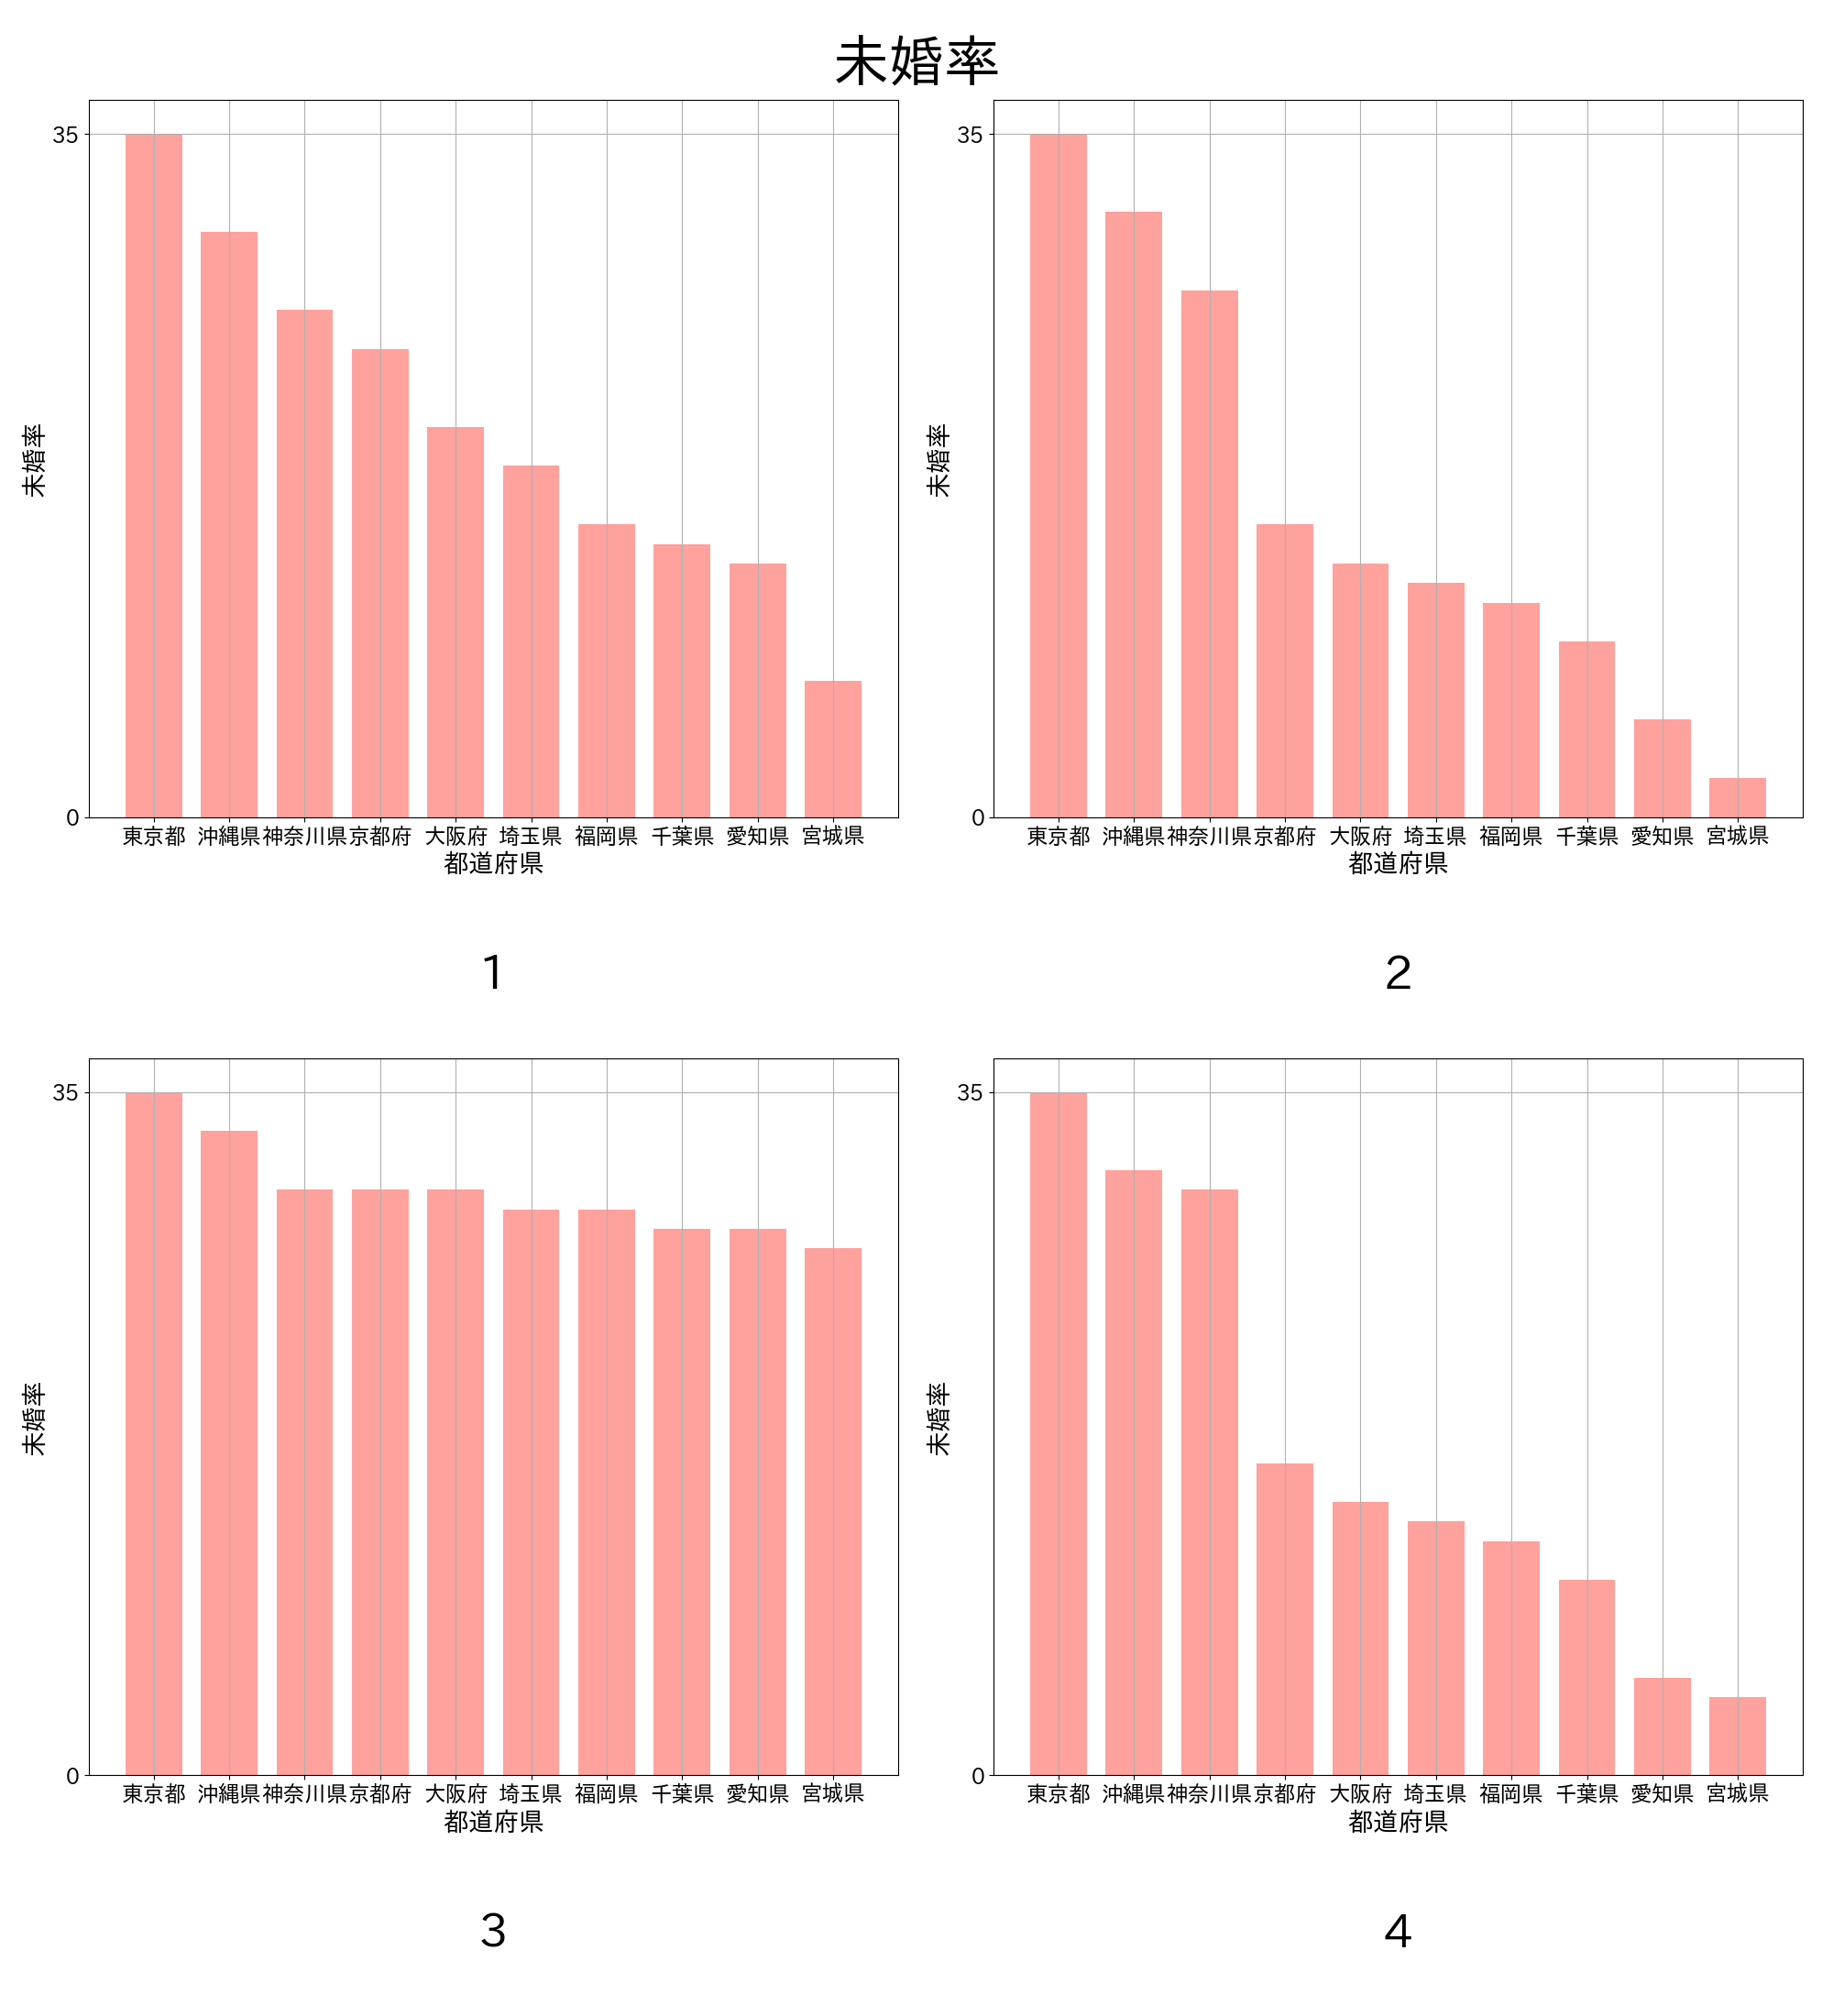 未婚率
35
0
未婚率
東京都 沖縄県 神奈川県 京都府 大阪府 埼玉県 福岡県 千葉県 愛知県 宮城県
都道府県
1
35
0
未婚率
東京都 沖縄県 神奈川県 京都府 大阪府 埼玉県 福岡県 千葉県 愛知県 宮城県
都道府県
2
35
0
未婚率
東京都 沖縄県 神奈川県 京都府 大阪府 埼玉県 福岡県 千葉県 愛知県 宮城県
都道府県
3
35
0
未婚率
東京都 沖縄県 神奈川県 京都府 大阪府 埼玉県 福岡県 千葉県 愛知県 宮城県
都道府県
4